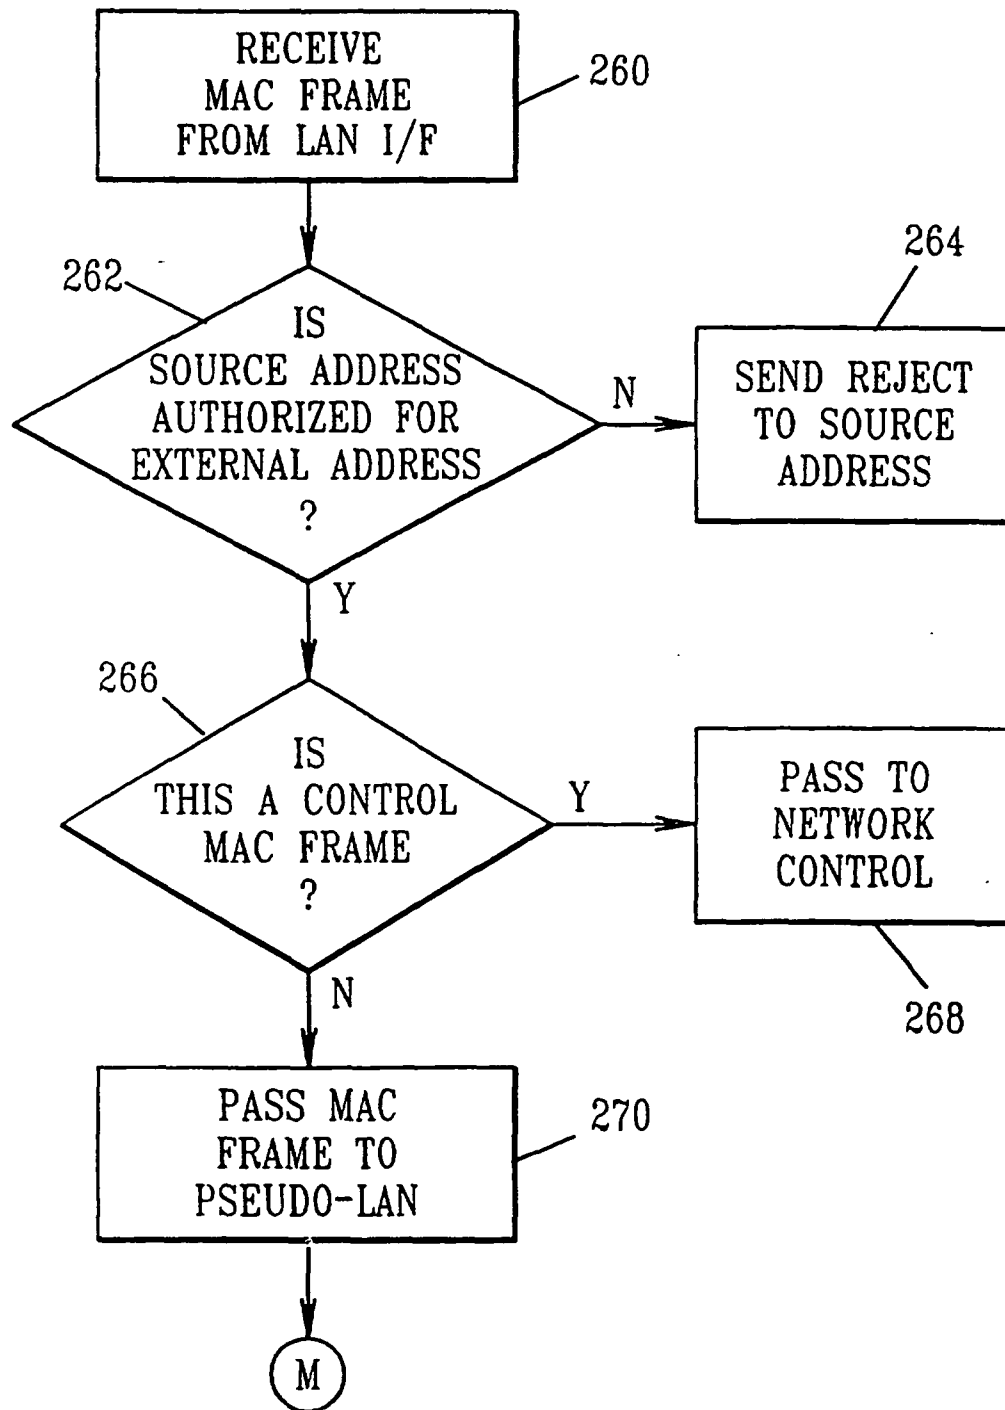 RECEIVE
MAC FRAME
FROM LAN I/F
260
262
IS
SOURCE ADDRESS
AUTHORIZED FOR
EXTERNAL ADDRESS
?
N
264
SEND REJECT
TO SOURCE
ADDRESS
Y
266
IS
THIS A CONTROL
MAC FRAME
?
Y
PASS TO
NETWORK
CONTROL
268
N
PASS MAC
FRAME TO
PSEUDO-LAN
270
M